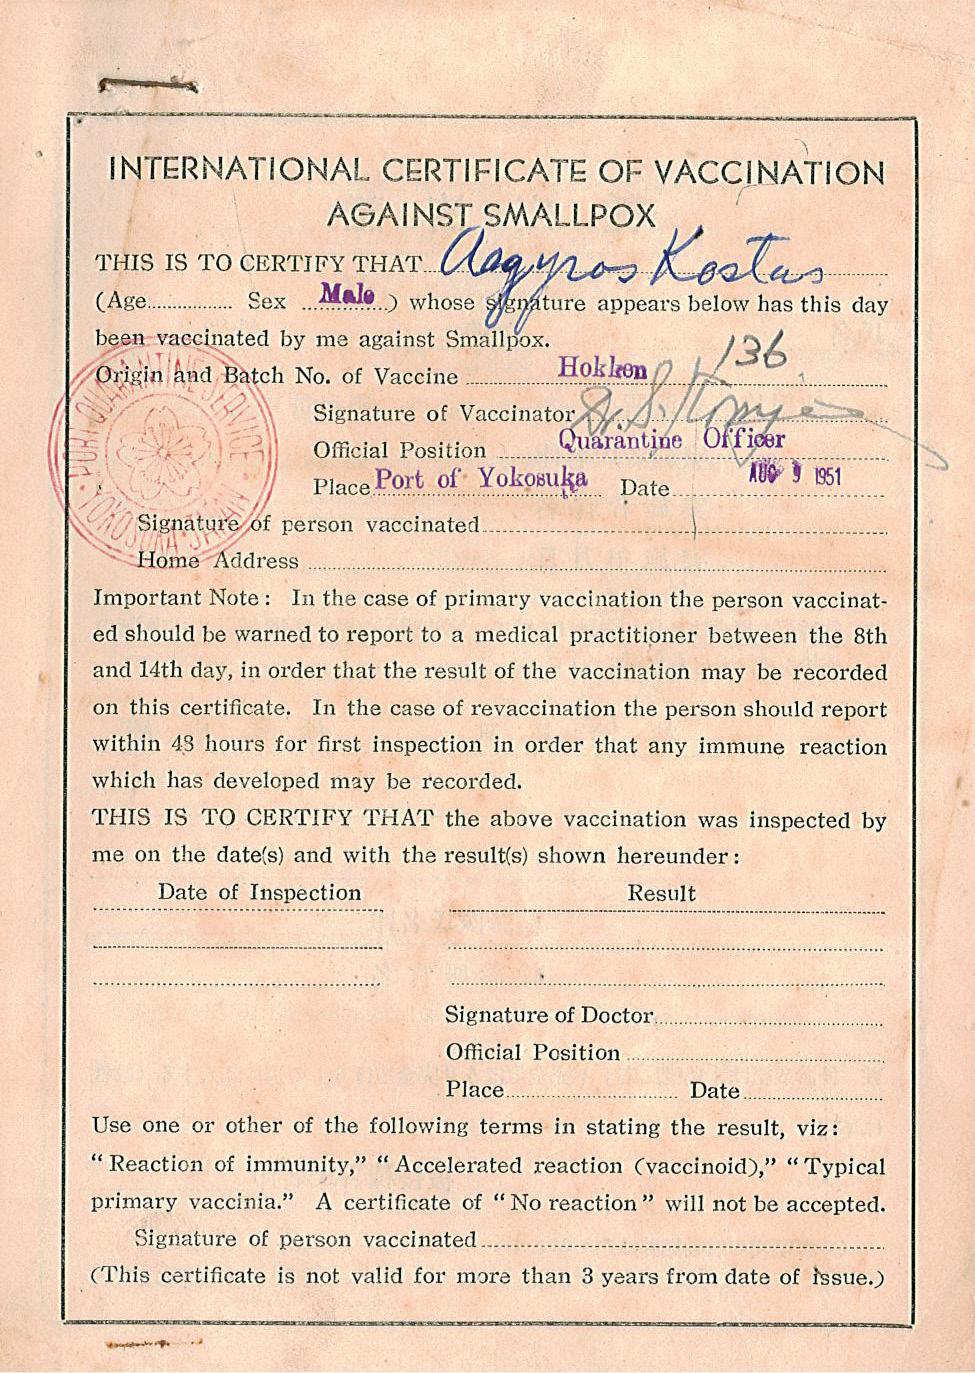 INTERNATIONAL CERTIFICATE OF VACCINATION
AGAINST SMALLPOX
THIS IS TO CERTIFY THAT Argyros Kostas
(Age............ Sex Male ) whose signature appears below has this day
been vaccinated by me against Smallpox.
Origin and Batch No. of Vaccine Hokken 136
Signature of Vaccinator Dr. S.
Official Position Quarantine Officer
Place Port of Yokosuka Date AUG 9 1951
PORT QUARANTINE SERVICE YOKOSUKA JAPAN
Signature of person vaccinated
Home Address
Important Note: In the case of primary vaccination the person vaccinat-
ed should be warned to report to a medical practitioner between the 8th
and 14th day, in order that the result of the vaccination may be recorded
on this certificate. In the case of revaccination the person should report
within 48 hours for first inspection in order that any immune reaction
which has developed may be recorded.
THIS IS TO CERTIFY THAT the above vaccination was inspected by
me on the date(s) and with the result(s) shown hereunder:
Date of Inspection Result
Signature of Doctor
Official Position
Place Date
Use one or other of the following terms in stating the result, viz:
"Reaction of immunity," "Accelerated reaction (vaccinoid)," "Typical
primary vaccinia." A certificate of "No reaction" will not be accepted.
Signature of person vaccinated
(This certificate is not valid for more than 3 years from date of issue.)